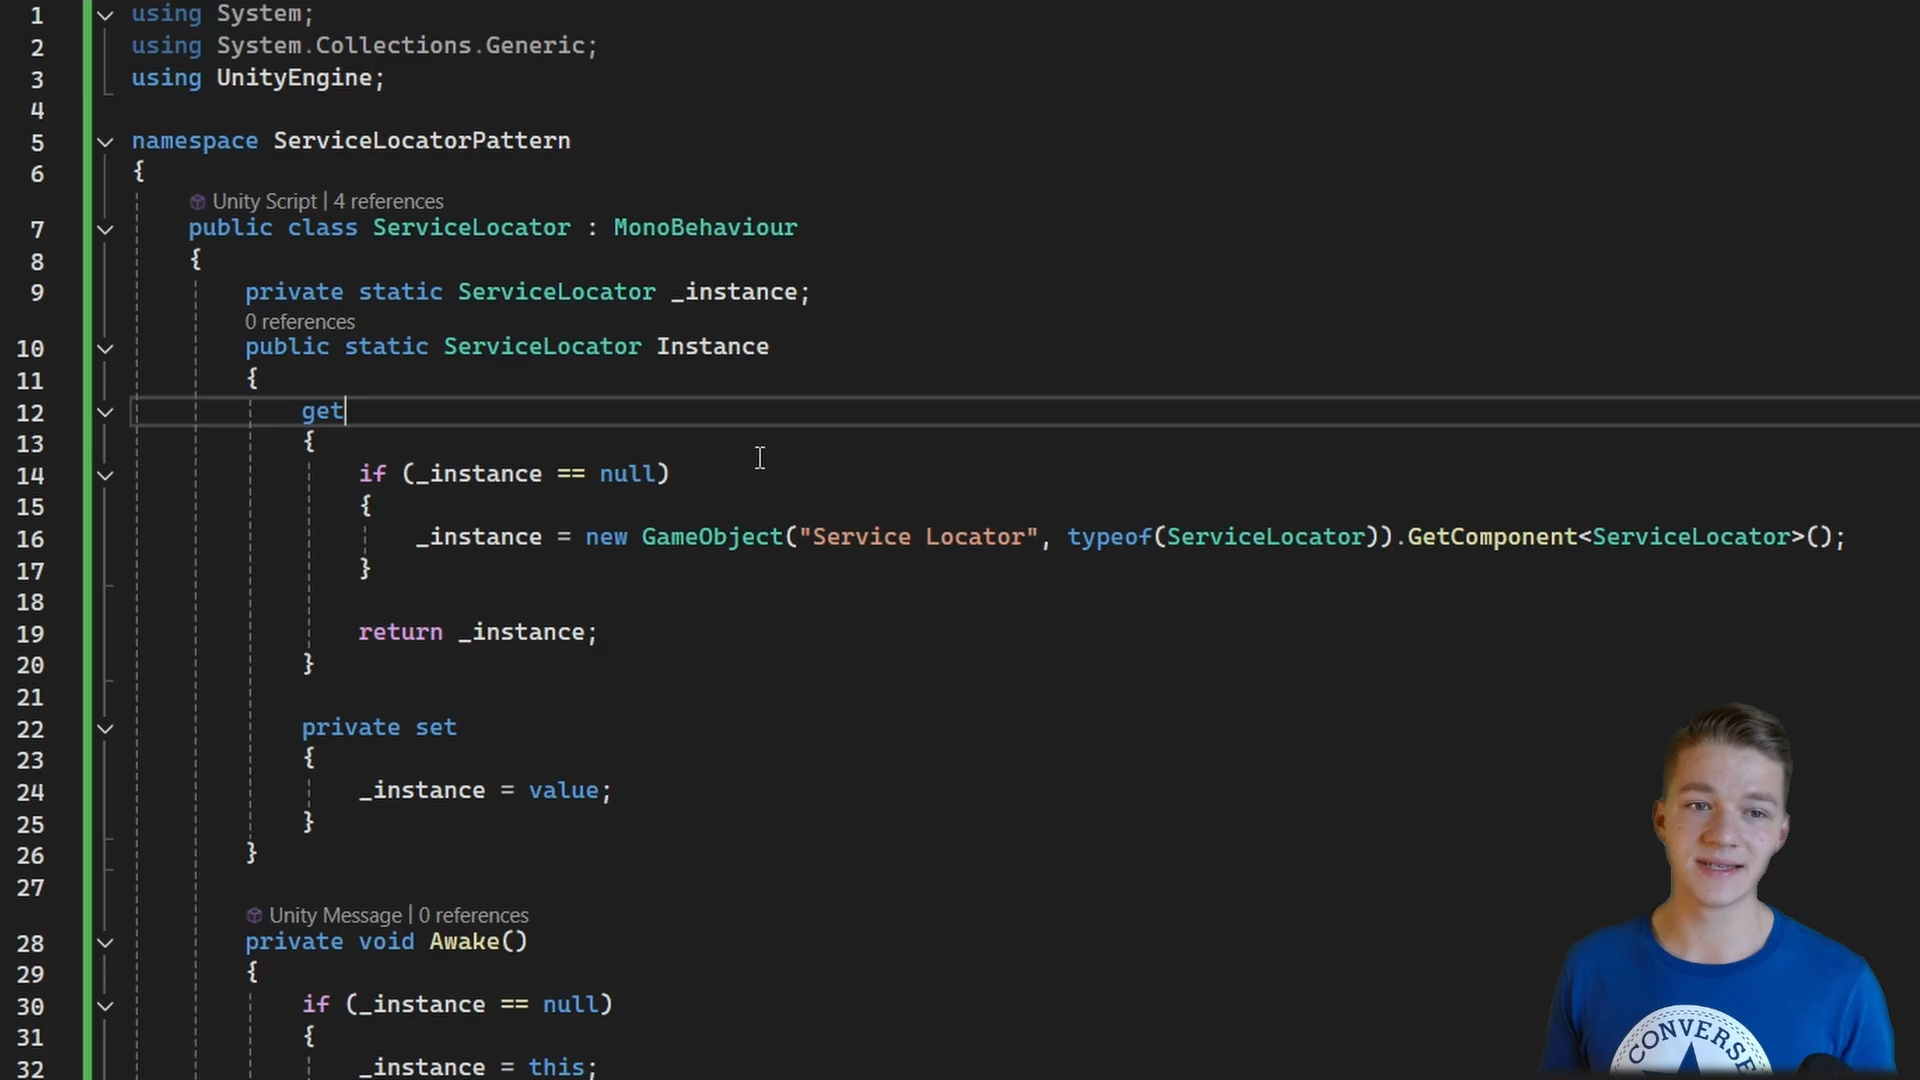 1 using System;
2 using System.Collections.Generic;
3 using UnityEngine;
4
5 namespace ServiceLocatorPattern
6 {
Unity Script | 4 references
7 public class ServiceLocator : MonoBehaviour
8 {
9 private static ServiceLocator _instance;
0 references
10 public static ServiceLocator Instance
11 {
12 get
13 {
14 if (_instance == null)
15 {
16 _instance = new GameObject("Service Locator", typeof(ServiceLocator)).GetComponent<ServiceLocator>();
17 }
18
19 return _instance;
20 }
21
22 private set
23 {
24 _instance = value;
25 }
26 }
27
Unity Message | 0 references
28 private void Awake()
29 {
30 if (_instance == null)
31 {
32 _instance = this;
CONVERSE